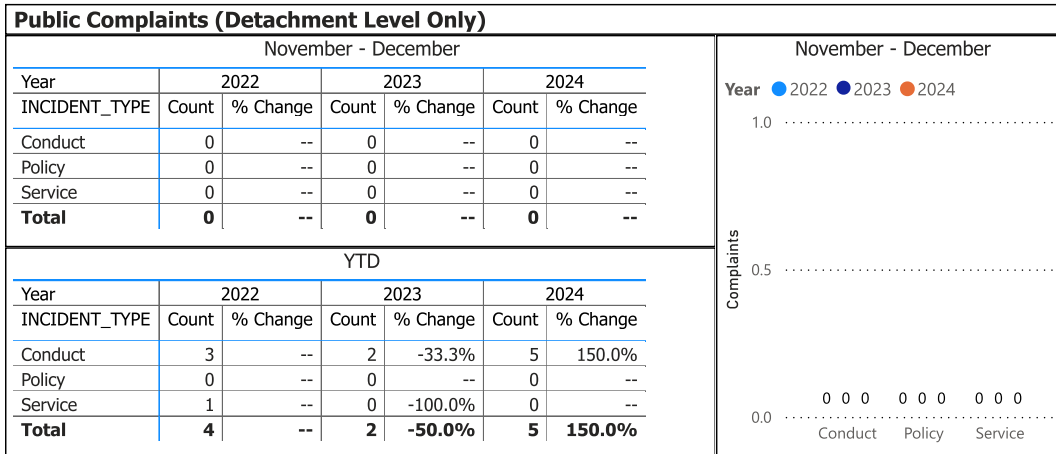 Public Complaints (Detachment Level Only)
November - December
Year 2022 2023 2024
INCIDENT_TYPE Count % Change Count % Change Count % Change
Conduct 0 -- 0 -- 0 --
Policy 0 -- 0 -- 0 --
Service 0 -- 0 -- 0 --
Total 0 -- 0 -- 0 --
YTD
Year 2022 2023 2024
INCIDENT_TYPE Count % Change Count % Change Count % Change
Conduct 3 -- 2 -33.3% 5 150.0%
Policy 0 -- 0 -- 0 --
Service 1 -- 0 -100.0% 0 --
Total 4 -- 2 -50.0% 5 150.0%
November - December
Year 2022 2023 2024
1.0
Complaints
0.5
0 0 0 0 0 0 0 0 0
0.0
Conduct Policy Service